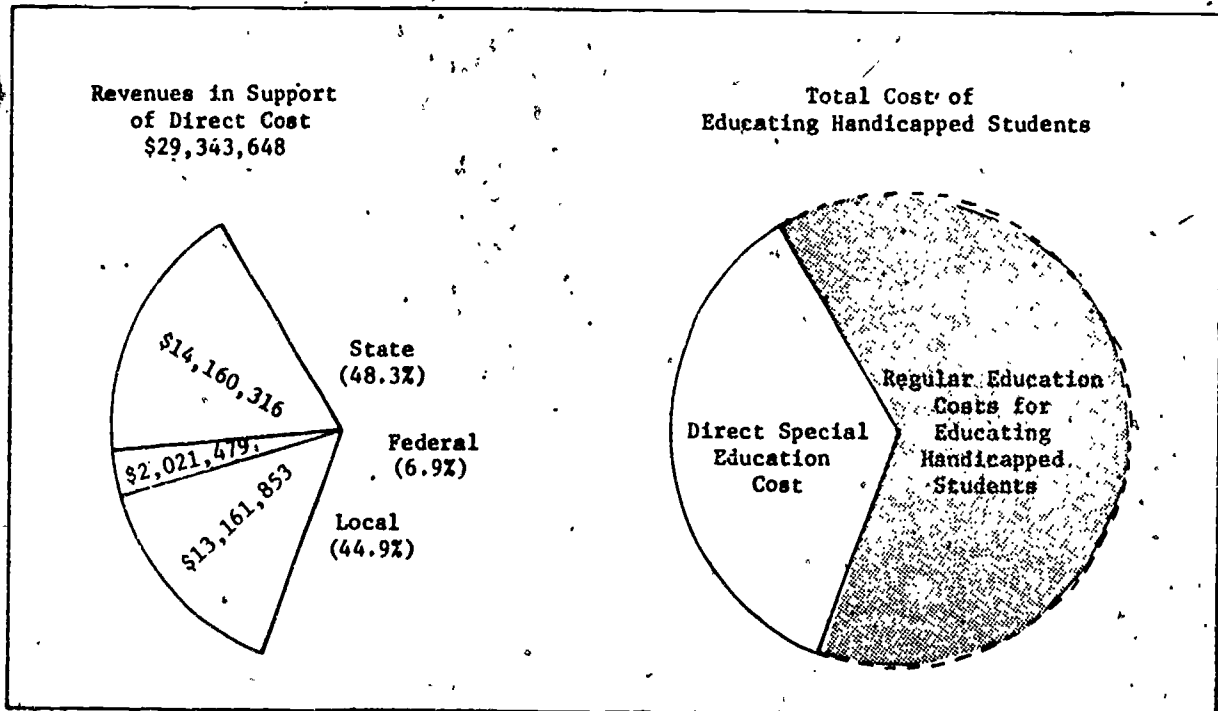 Revenues in Support
of Direct Cost
$29,343,648
$14,160,316
$2,021,479
$13,161,853
State
(48.3%)
Federal
(6.9%)
Local
(44.9%)
Total Cost of
Educating Handicapped Students
Direct Special
Education
Cost
Regular Education
Costs for
Educating
Handicapped
Students